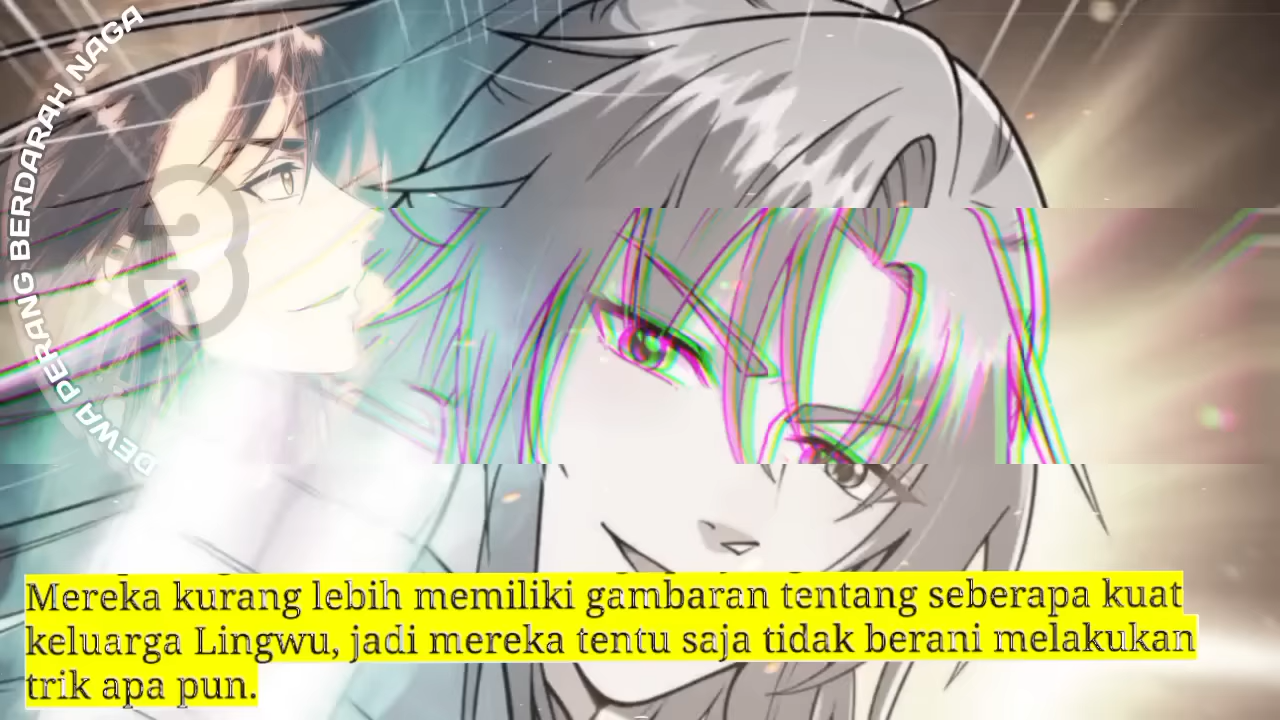 DEWA PERANG BERDARAH NAGA
Mereka kurang lebih memiliki gambaran tentang seberapa kuat
keluarga Lingwu, jadi mereka tentu saja tidak berani melakukan
trik apa pun.